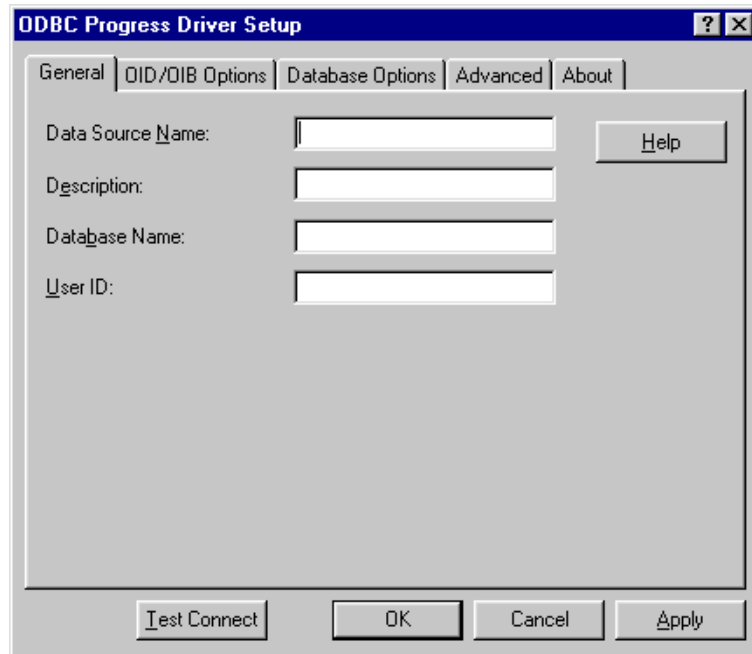 ODBC Progress Driver Setup
General OID/OIB Options Database Options Advanced About
Data Source Name:
Help
Description:
Database Name:
User ID:
Test Connect OK Cancel Apply